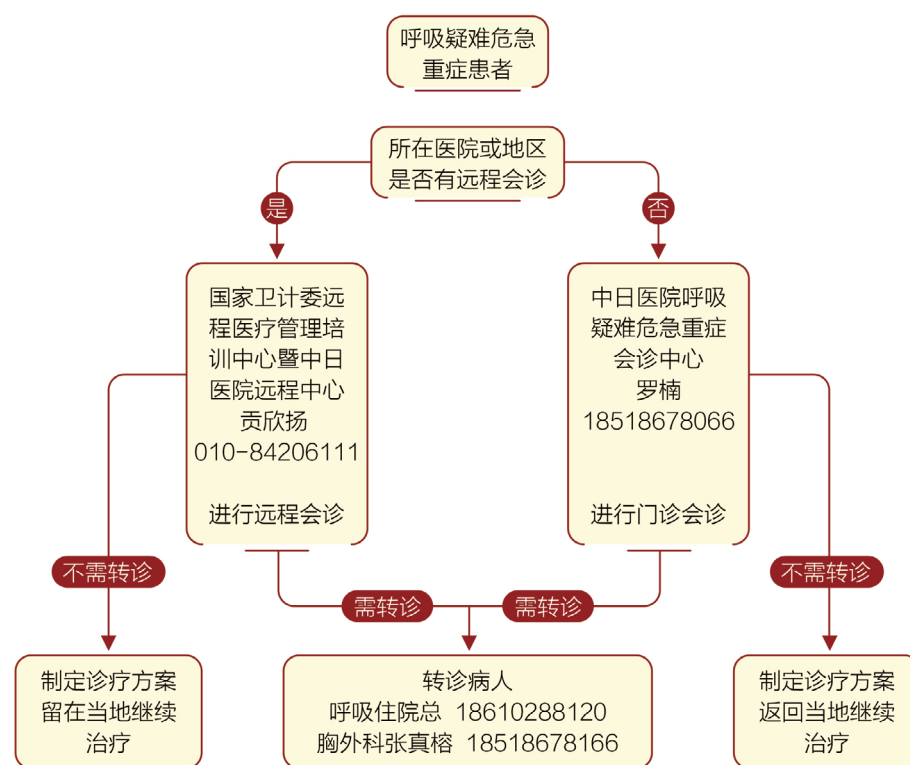 呼吸疑难危急
重症患者
所在医院或地区
是否有远程会诊
是
否
国家卫计委远
程医疗管理培
训中心暨中日
医院远程中心
贡欣扬
010-84206111
进行远程会诊
中日医院呼吸
疑难危急重症
会诊中心
罗楠
18518678066
进行门诊会诊
不需转诊
需转诊
需转诊
不需转诊
制定诊疗方案
留在当地继续
治疗
转诊病人
呼吸住院总 18610288120
胸外科张真榕 18518678166
制定诊疗方案
返回当地继续
治疗